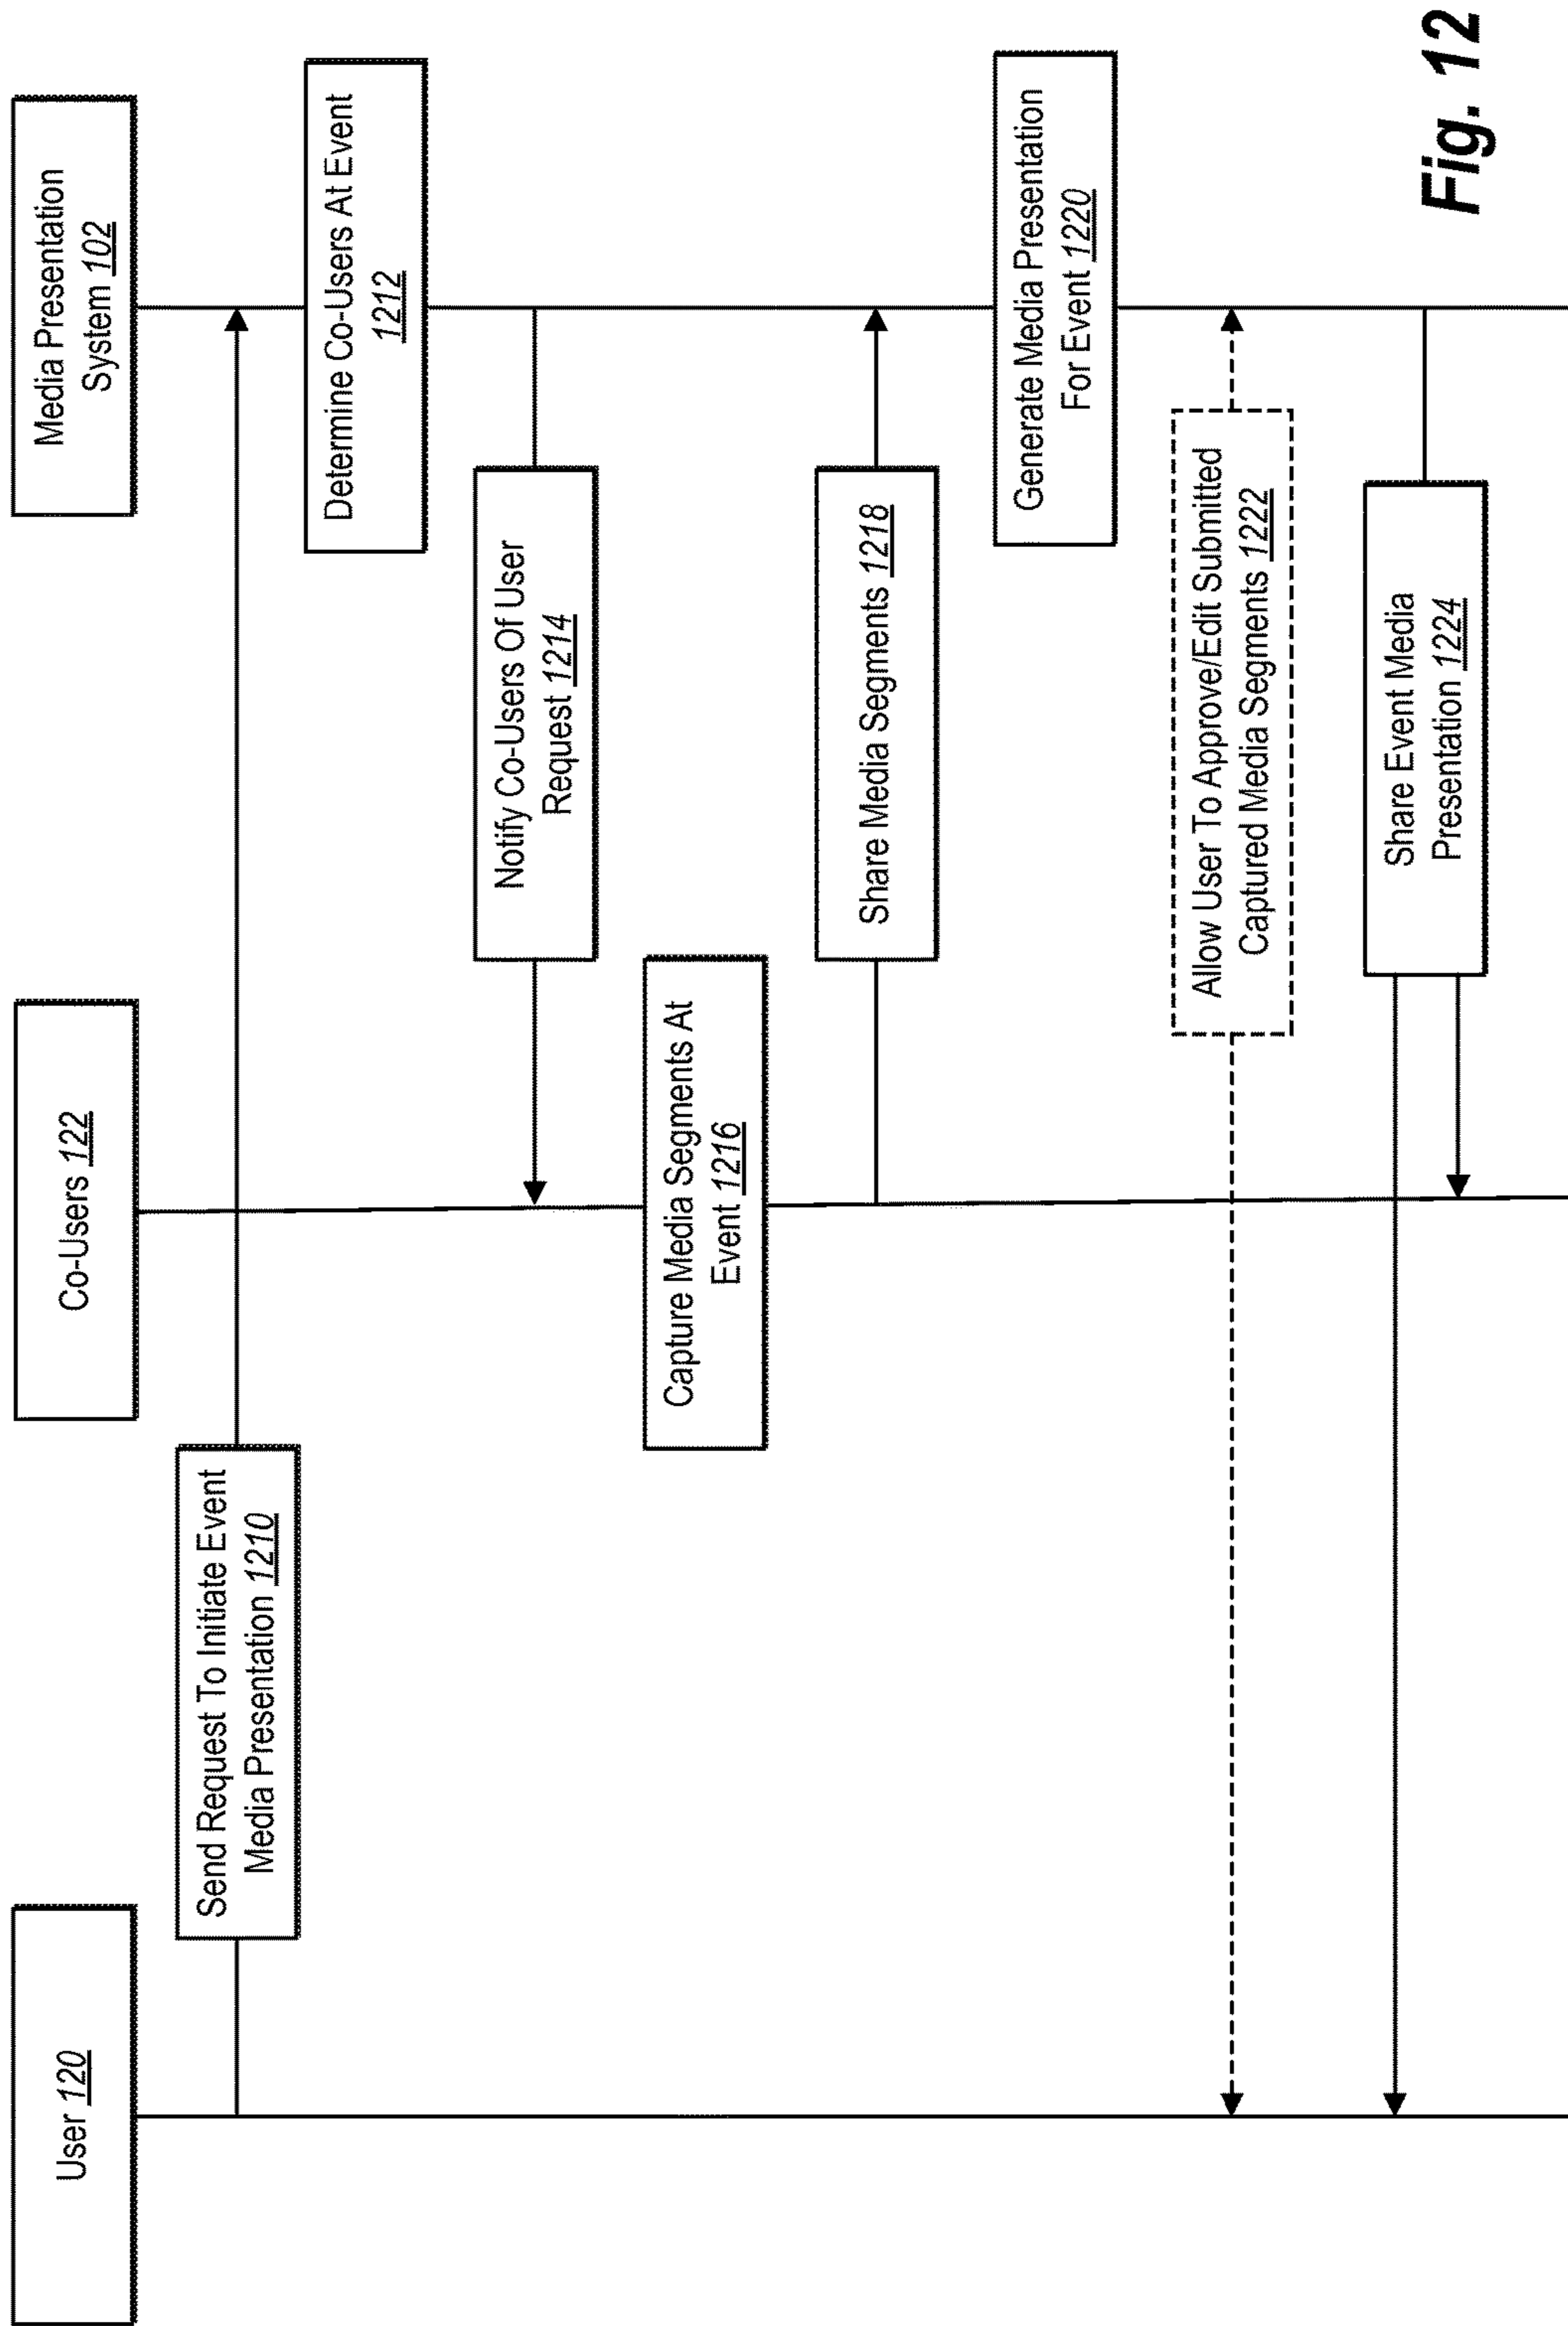 User 120
Co-Users 122
Media Presentation
System 102
Send Request To Initiate Event
Media Presentation 1210
Determine Co-Users At Event
1212
Notify Co-Users Of User
Request 1214
Capture Media Segments At
Event 1216
Share Media Segments 1218
Generate Media Presentation
For Event 1220
Allow User To Approve/Edit Submitted
Captured Media Segments 1222
Share Event Media
Presentation 1224
Fig. 12